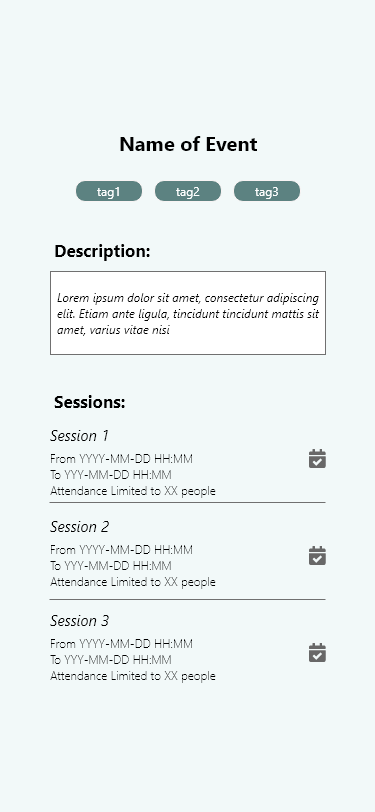 Name of Event
tag1 tag2 tag3
Description:
Lorem ipsum dolor sit amet, consectetur adipiscing
elit. Etiam ante ligula, tincidunt tincidunt mattis sit
amet, varius vitae nisi
Sessions:
Session 1
From YYYY-MM-DD HH:MM
To YYY-MM-DD HH:MM
Attendance Limited to XX people
Session 2
From YYYY-MM-DD HH:MM
To YYY-MM-DD HH:MM
Attendance Limited to XX people
Session 3
From YYYY-MM-DD HH:MM
To YYY-MM-DD HH:MM
Attendance Limited to XX people